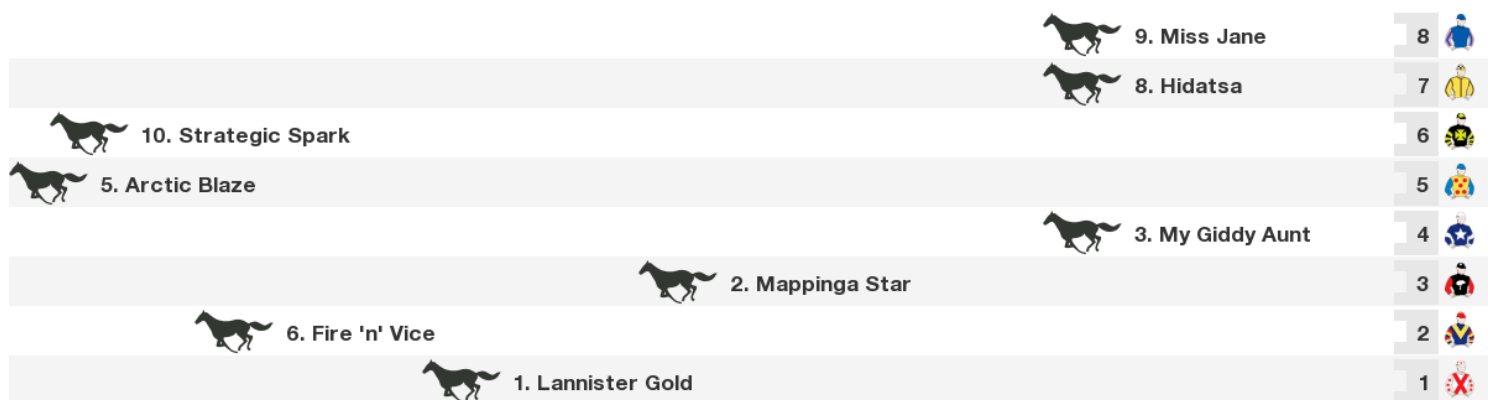 9. Miss Jane 8
8. Hidatsa 7
10. Strategic Spark 6
5. Arctic Blaze 5
3. My Giddy Aunt 4
2. Mappinga Star 3
6. Fire 'n' Vice 2
1. Lannister Gold 1